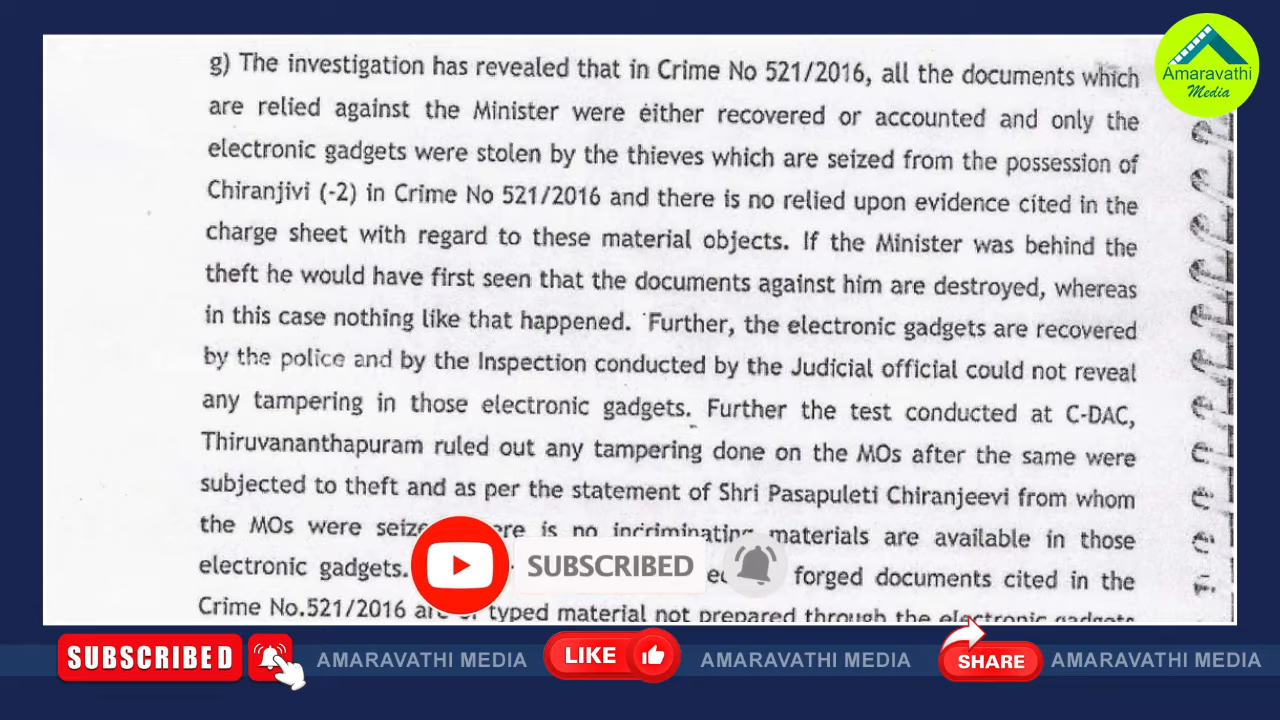 g) The investigation has revealed that in Crime No 521/2016, all the documents which
are relied against the Minister were either recovered or accounted and only the
electronic gadgets were stolen by the thieves which are seized from the possession of
Chiranjivi (-2) in Crime No 521/2016 and there is no relied upon evidence cited in the
charge sheet with regard to these material objects. If the Minister was behind the
theft he would have first seen that the documents against him are destroyed, whereas
in this case nothing like that happened. Further, the electronic gadgets are recovered
by the police and by the Inspection conducted by the Judicial official could not reveal
any tampering in those electronic gadgets. Further the test conducted at C-DAC,
Thiruvananthapuram ruled out any tampering done on the MOs after the same were
subjected to theft and as per the statement of Shri Pasapuleti Chiranjeevi from whom
the MOs were is no incriminating materials are available in those
electronic gadgets. forged documents cited in the
Crime No.521/2016 typed material not prepared through the electronic gadgets
Amaravathi
Media
SUBSCRIBED
SUBSCRIBED
AMARAVATHI MEDIA
LIKE
AMARAVATHI MEDIA
SHARE
AMARAVATHI MEDIA